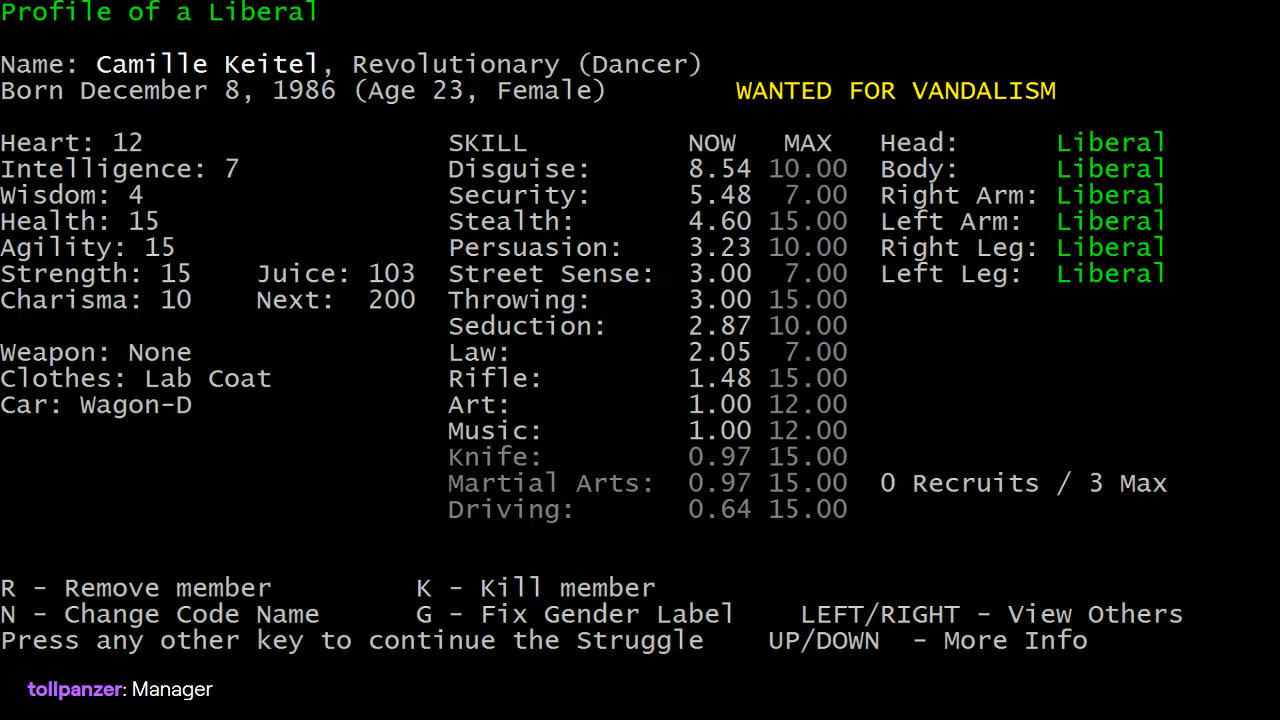 Profile of a Liberal
Name: Camille Keitel, Revolutionary (Dancer)
Born December 8, 1986 (Age 23, Female) WANTED FOR VANDALISM
Heart: 12 SKILL NOW MAX Head: Liberal
Intelligence: 7 Disguise: 8.54 10.00 Body: Liberal
Wisdom: 4 Security: 5.48 7.00 Right Arm: Liberal
Health: 15 Stealth: 4.60 15.00 Left Arm: Liberal
Agility: 15 Persuasion: 3.23 10.00 Right Leg: Liberal
Strength: 15 Juice: 103 Street Sense: 3.00 7.00 Left Leg: Liberal
Charisma: 10 Next: 200 Throwing: 3.00 15.00
Seduction: 2.87 10.00
Weapon: None Law: 2.05 7.00
Clothes: Lab Coat Rifle: 1.48 15.00
Car: Wagon-D Art: 1.00 12.00
Music: 1.00 12.00
Knife: 0.97 15.00
Martial Arts: 0.97 15.00 0 Recruits / 3 Max
Driving: 0.64 15.00
R - Remove member K - Kill member
N - Change Code Name G - Fix Gender Label LEFT/RIGHT - View Others
Press any other key to continue the Struggle UP/DOWN - More Info
tollpanzer: Manager